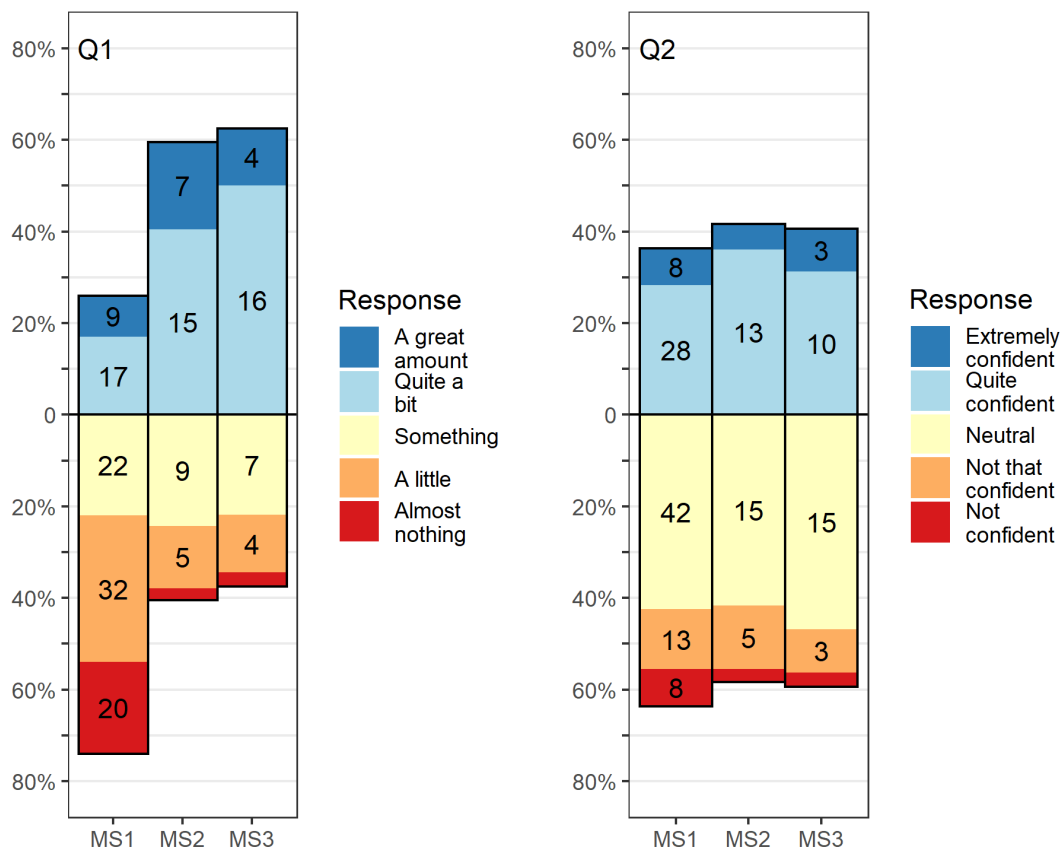 Q1
80%
60%
40%
20%
0
20%
40%
60%
80%
9
17
22
32
20
7
15
9
5
4
16
7
4
MS1 MS2 MS3
Response
A great
amount
Quite a
bit
Something
A little
Almost
nothing
Q2
80%
60%
40%
20%
0
20%
40%
60%
80%
8
28
42
13
8
13
15
5
3
10
15
3
MS1 MS2 MS3
Response
Extremely
confident
Quite
confident
Neutral
Not that
confident
Not
confident